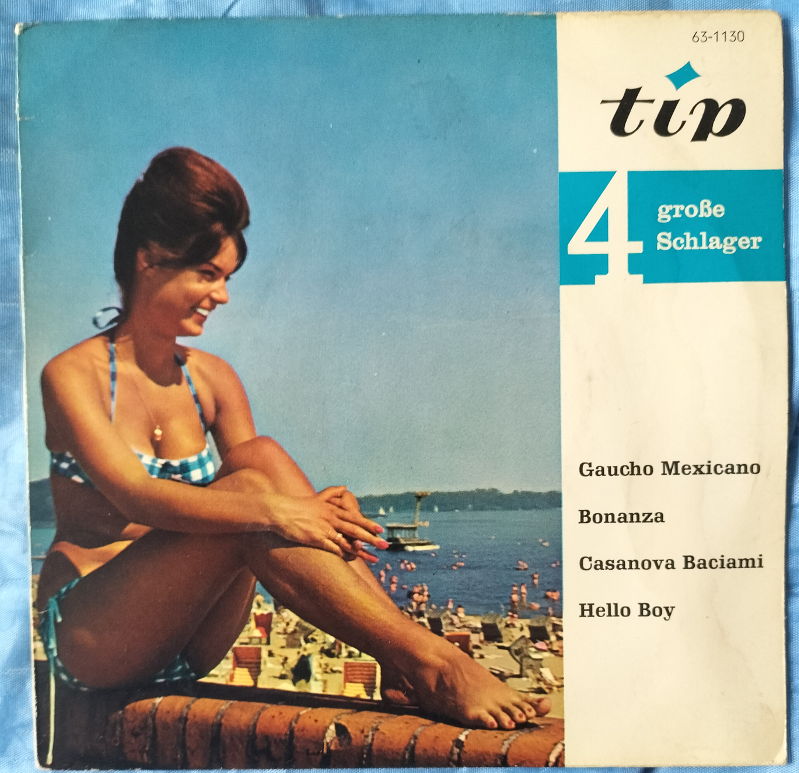 63-1130
tip
4 große
Schlager
Gaucho Mexicano
Bonanza
Casanova Baciami
Hello Boy